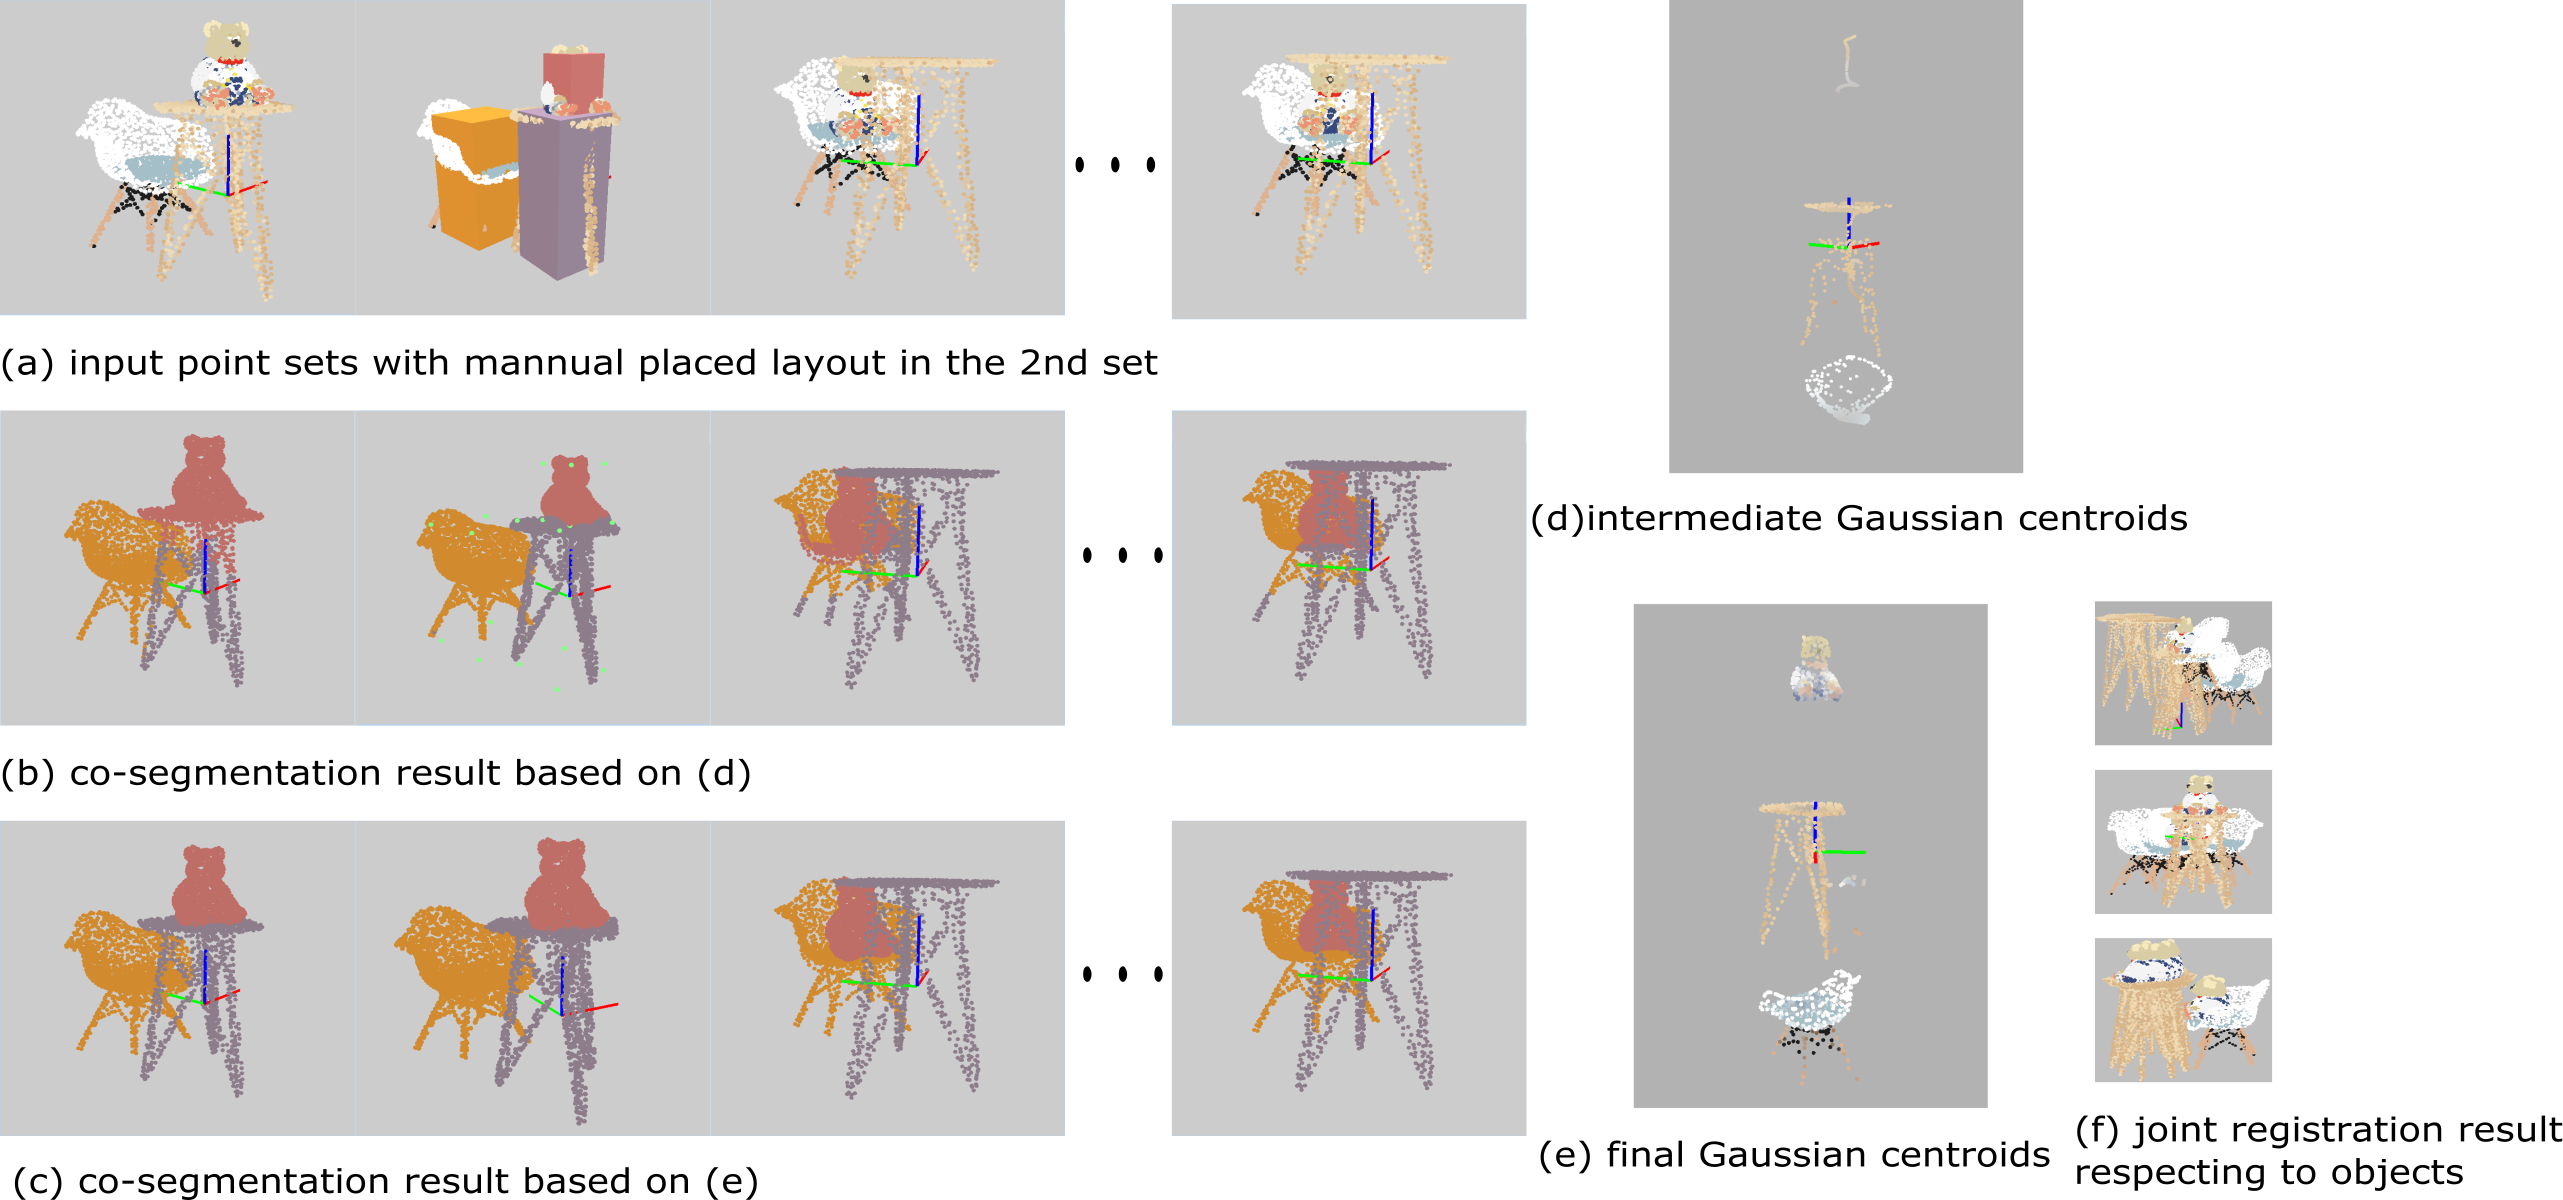 (a) input point sets with mannual placed layout in the 2nd set
(d)intermediate Gaussian centroids
(b) co-segmentation result based on (d)
(e) final Gaussian centroids
(f) joint registration result
respecting to objects
(c) co-segmentation result based on (e)